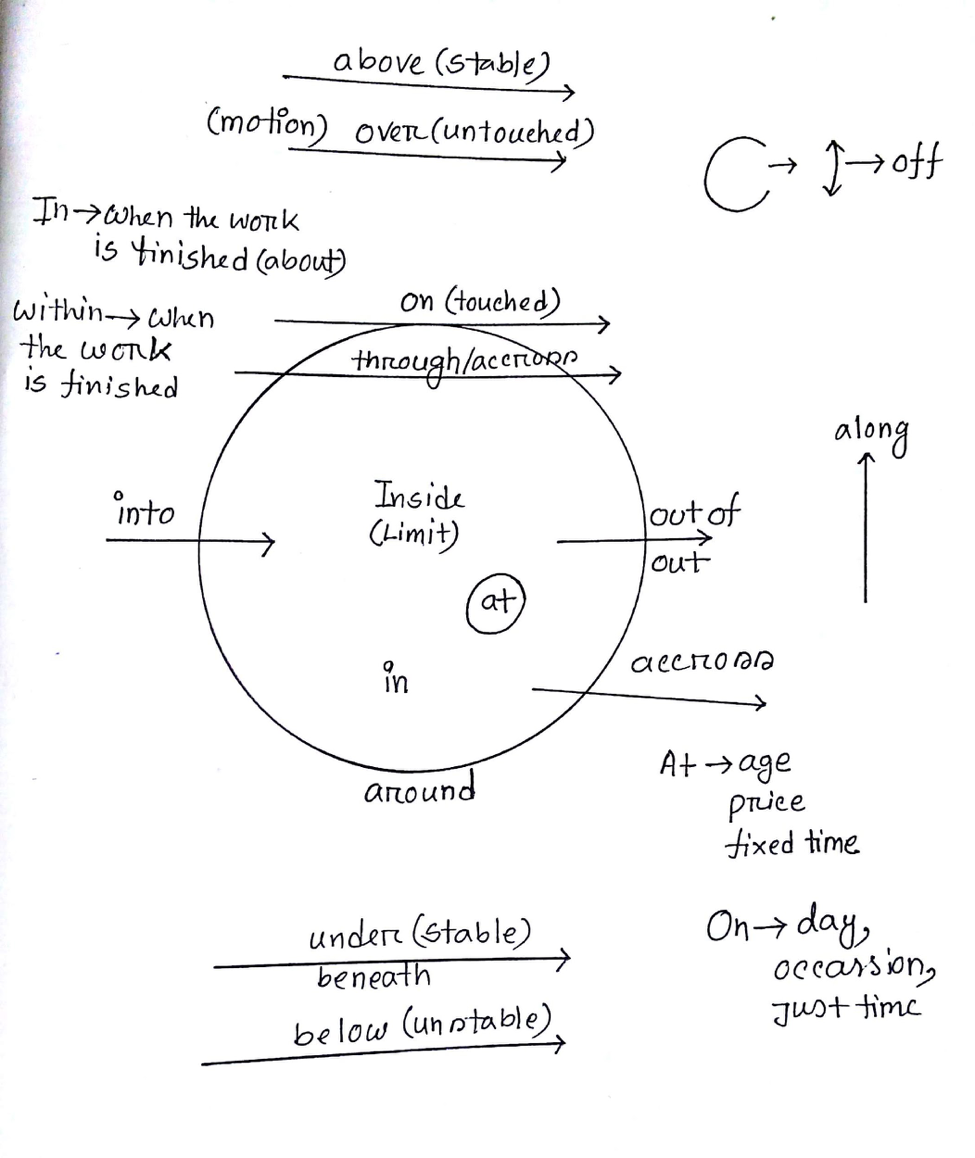 above (stable)
(motion) over (untouched)
→ ↕→off
In→When the work
is finished (about)
within→ when
the work
is finished
on (touched)
through/accross
along
into
Inside
(Limit)
out of
out
at
in
accross
around
At →age
price
fixed time
under (stable)
beneath
below (unstable)
On→ day,
occassion,
Just time